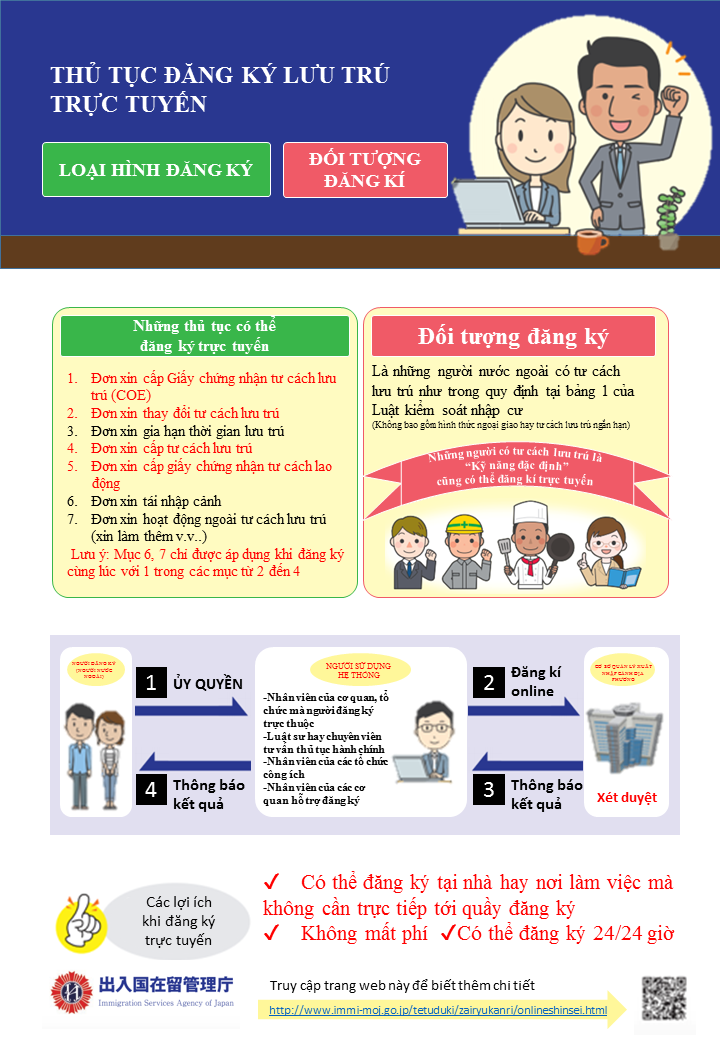 THỦ TỤC ĐĂNG KÝ LƯU TRÚ
TRỰC TUYẾN
LOẠI HÌNH ĐĂNG KÝ
ĐỐI TƯỢNG
ĐĂNG KÍ
Những thủ tục có thể
đăng ký trực tuyến
1. Đơn xin cấp Giấy chứng nhận tư cách lưu
trú (COE)
2. Đơn xin thay đổi tư cách lưu trú
3. Đơn xin gia hạn thời gian lưu trú
4. Đơn xin cấp tư cách lưu trú
5. Đơn xin cấp giấy chứng nhận tư cách lao
động
6. Đơn xin tái nhập cảnh
7. Đơn xin hoạt động ngoài tư cách lưu trú
(xin làm thêm v.v..)
Lưu ý: Mục 6, 7 chỉ được áp dụng khi đăng ký
cùng lúc với 1 trong các mục từ 2 đến 4
Đối tượng đăng ký
Là những người nước ngoài có tư cách
lưu trú như trong quy định tại bảng 1 của
Luật kiểm soát nhập cư
(Không bao gồm hình thức ngoại giao hay tư cách lưu trú ngắn hạn)
Những người có tư cách lưu trú là
“Kỹ năng đặc định”
cũng có thể đăng kí trực tuyến
NGƯỜI ĐĂNG KÝ
(NGƯỜI NƯỚC
NGOÀI)
1 ỦY QUYỀN
4 Thông báo
kết quả
NGƯỜI SỬ DỤNG
HỆ THỐNG
-Nhân viên của cơ quan, tổ
chức mà người đăng ký
trực thuộc
-Luật sư hay chuyên viên
tư vấn thủ tục hành chính
-Nhân viên của các tổ chức
công ích
-Nhân viên của các cơ
quan hỗ trợ đăng ký
2 Đăng kí
online
3 Thông báo
kết quả
CƠ SỞ QUẢN LÝ XUẤT
NHẬP CẢNH ĐỊA
PHƯƠNG
Xét duyệt
Các lợi ích
khi đăng ký
trực tuyến
✓ Có thể đăng ký tại nhà hay nơi làm việc mà
không cần trực tiếp tới quầy đăng ký
✓ Không mất phí ✓Có thể đăng ký 24/24 giờ
出入国在留管理庁
Immigration Services Agency of Japan
Truy cập trang web này để biết thêm chi tiết
http://www.immi-moj.go.jp/tetuduki/zairyukanri/onlineshinsei.html